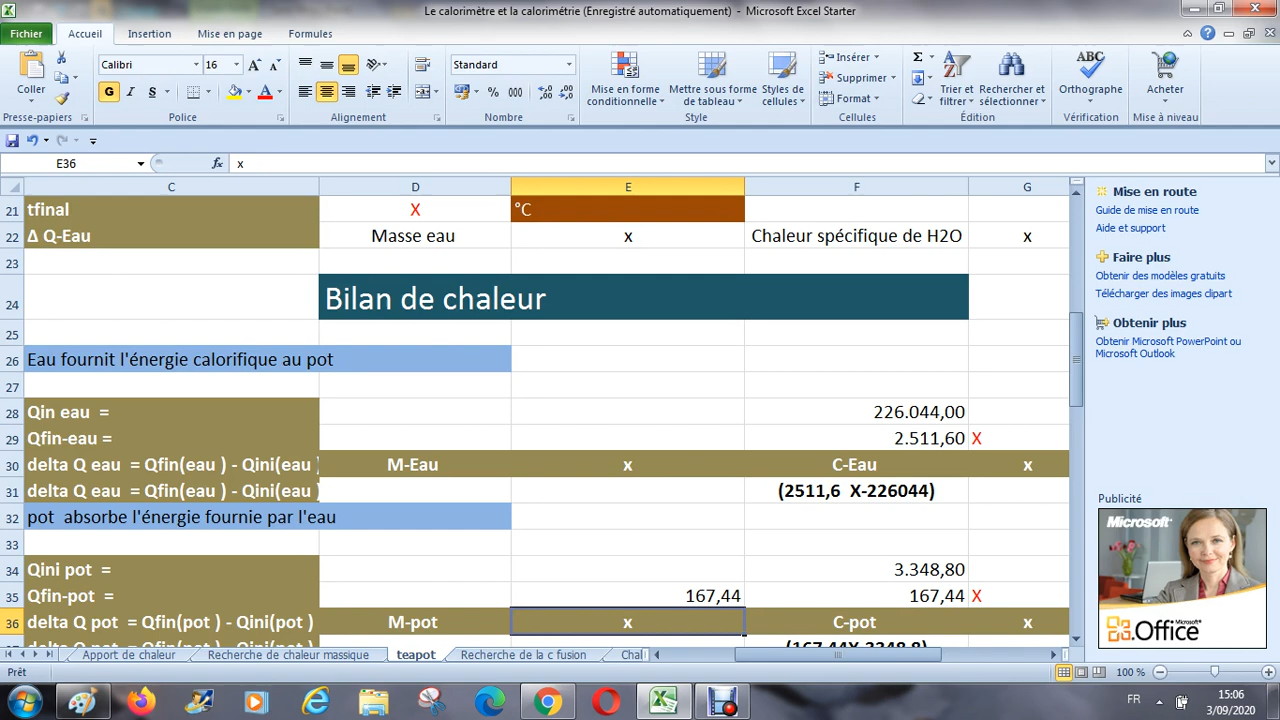 Le calorimètre et la calorimétrie (Enregistré automatiquement) - Microsoft Excel Starter
Fichier Accueil Insertion Mise en page Formules
Coller
Calibri 16
G I S
Standard
% 000
Mise en forme conditionnelle
Mettre sous forme de tableau
Styles de cellules
Insérer
Supprimer
Format
Σ
Trier et filtrer
Rechercher et sélectionner
ABC
Orthographe
Acheter
Presse-papiers Police Alignement Nombre Style Cellules Édition Vérification Mise à niveau
E36 fx x
C D E F G
21 tfinal X °C
22 Δ Q-Eau Masse eau x Chaleur spécifique de H2O x
23
24 Bilan de chaleur
25
26 Eau fournit l'énergie calorifique au pot
27
28 Qin eau = 226.044,00
29 Qfin-eau = 2.511,60 X
30 delta Q eau = Qfin(eau ) - Qini(eau ) M-Eau x C-Eau x
31 delta Q eau = Qfin(eau ) - Qini(eau ) (2511,6 X-226044)
32 pot absorbe l'énergie fournie par l'eau
33
34 Qini pot = 3.348,80
35 Qfin-pot = 167,44 167,44 X
36 delta Q pot = Qfin(pot ) - Qini(pot ) M-pot x C-pot x
Mise en route
Guide de mise en route
Aide et support
Faire plus
Obtenir des modèles gratuits
Télécharger des images clipart
Obtenir plus
Obtenir Microsoft PowerPoint ou
Microsoft Outlook
Publicité
Microsoft
Microsoft
Office
Apport de chaleur Recherche de chaleur massique teapot Recherche de la c fusion Chal
Prêt 100 %
FR 15:06
3/09/2020